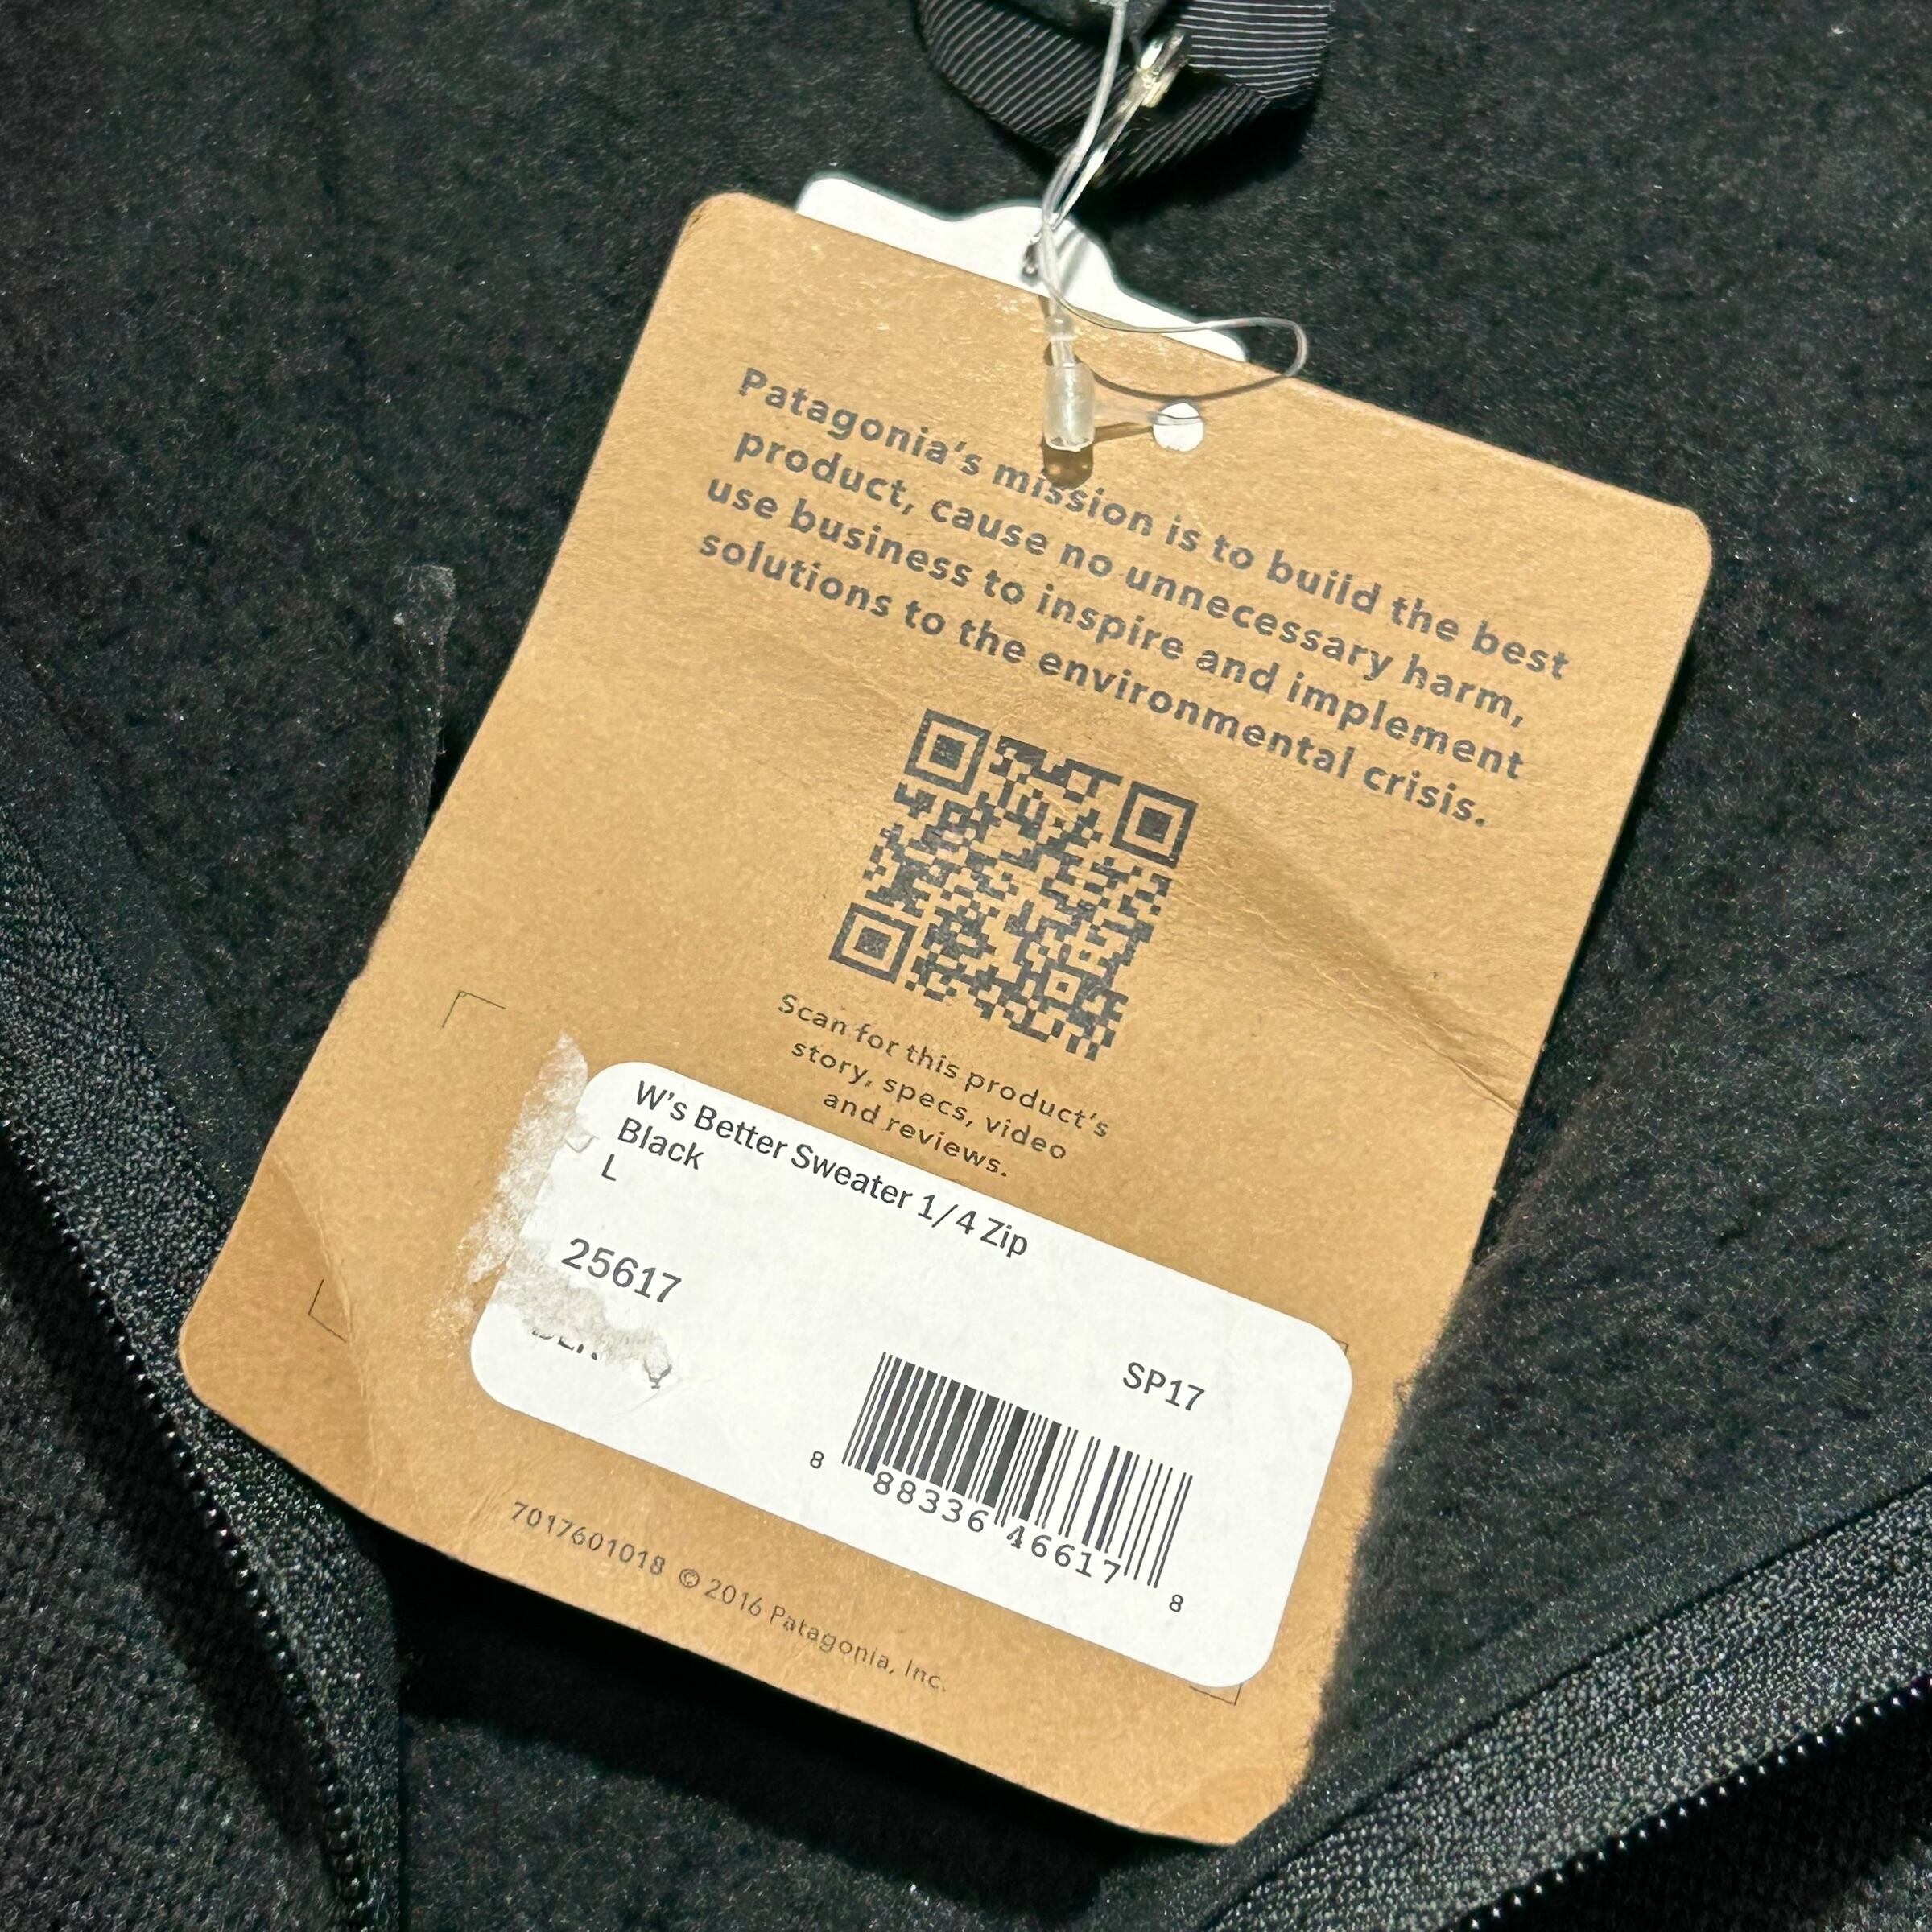 Patagonia's mission is to build the best
product, cause no unnecessary harm,
use business to inspire and implement
solutions to the environmental crisis.
Scan for this product's
story, specs, video
and reviews.
W's Better Sweater 1/4 Zip
Black
L
25617
SP17
8 88336 46617 8
7017601018 © 2016 Patagonia, Inc.